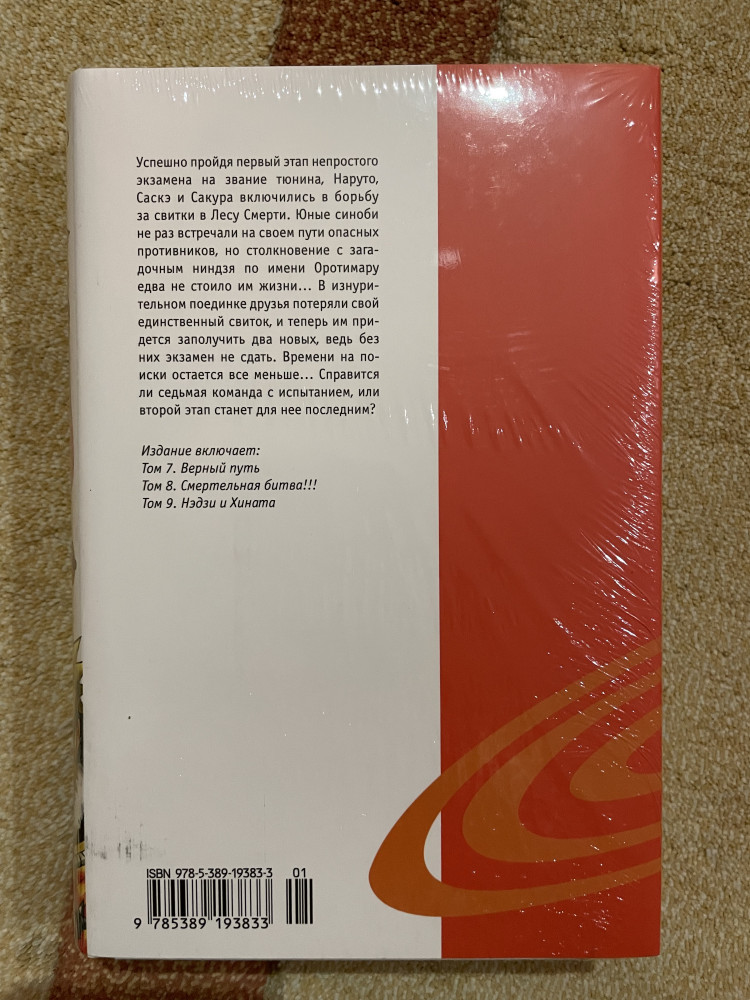 Успешно пройдя первый этап непростого
экзамена на звание тюнина, Наруто,
Саскэ и Сакура включились в борьбу
за свитки в Лесу Смерти. Юные синоби
не раз встречали на своем пути опасных
противников, но столкновение с зага-
дочным ниндзя по имени Оротимару
едва не стоило им жизни... В изнури-
тельном поединке друзья потеряли свой
единственный свиток, и теперь им при-
дется заполучить два новых, ведь без
них экзамен не сдать. Времени на по-
иски остается все меньше... Справится
ли седьмая команда с испытанием, или
второй этап станет для нее последним?
Издание включает:
Том 7. Верный путь
Том 8. Смертельная битва!!!
Том 9. Нэдзи и Хината
ISBN 978-5-389-19383-3 01
9 785389 193833